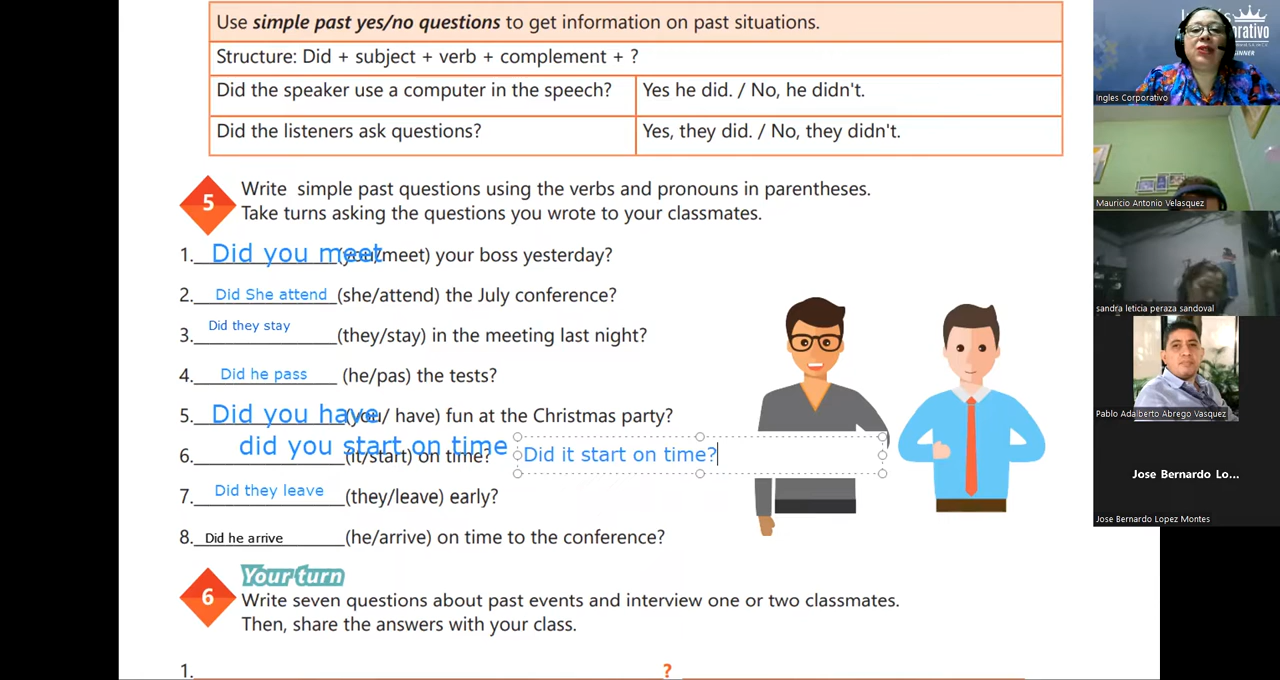 Use simple past yes/no questions to get information on past situations.
Structure: Did + subject + verb + complement + ?
Did the speaker use a computer in the speech? Yes he did. / No, he didn't.
Did the listeners ask questions? Yes, they did. / No, they didn't.
5 Write simple past questions using the verbs and pronouns in parentheses.
Take turns asking the questions you wrote to your classmates.
1. Did you meet (you/meet) your boss yesterday?
2. Did She attend (she/attend) the July conference?
3. Did they stay (they/stay) in the meeting last night?
4. Did he pass (he/pas) the tests?
5. Did you have (you/ have) fun at the Christmas party?
did you start on time
6. (it/start) on time? Did it start on time?
7. Did they leave (they/leave) early?
8. Did he arrive (he/arrive) on time to the conference?
Your turn
6 Write seven questions about past events and interview one or two classmates.
Then, share the answers with your class.
1. ?
Ingles Corporativo
Mauricio Antonio Velasquez
sandra leticia peraza sandoval
Pablo Adalberto Abrego Vasquez
Jose Bernardo Lo...
Jose Bernardo Lopez Montes